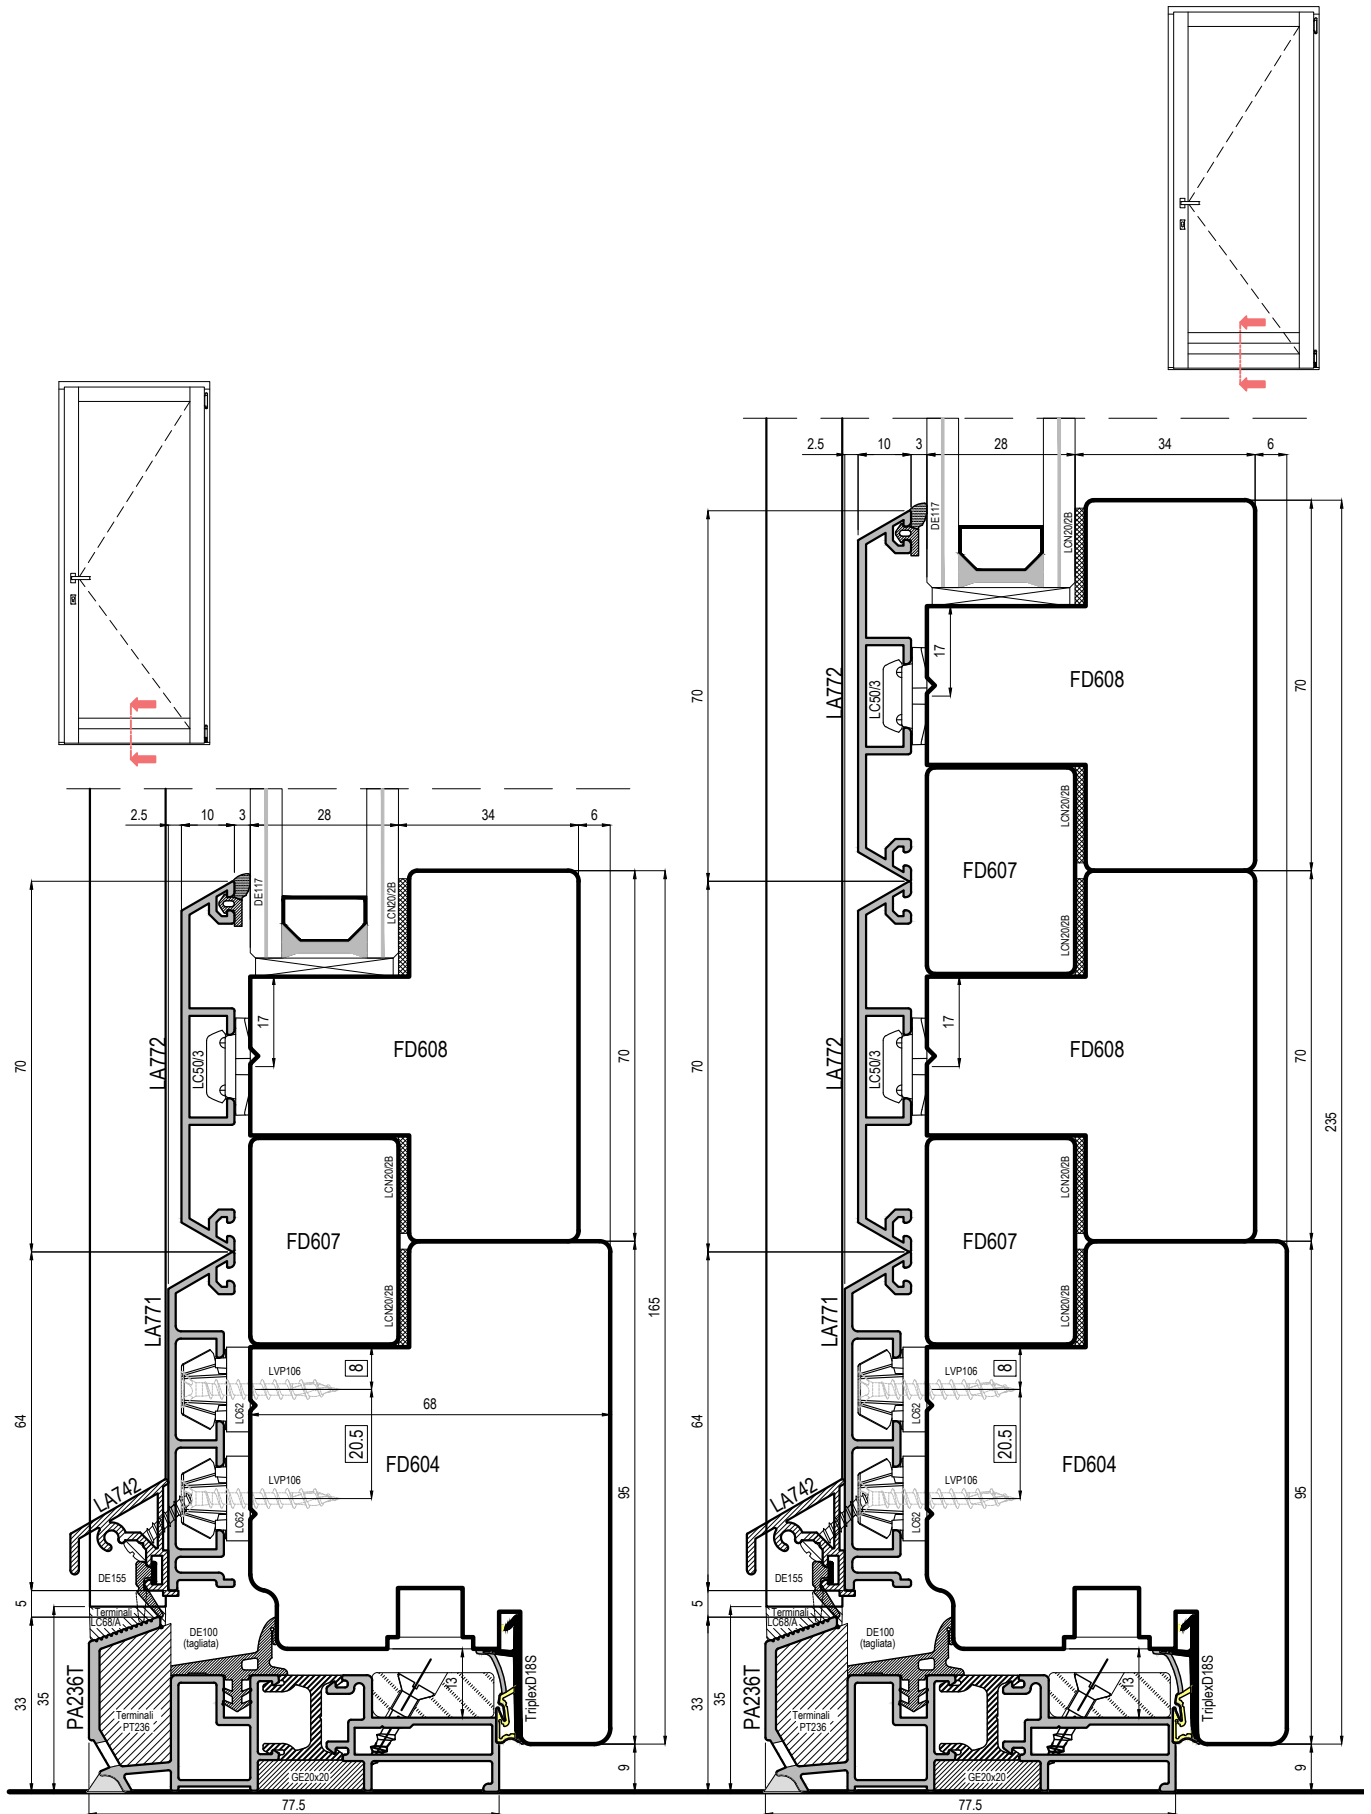 2.5
10
3
28
34
6
DE117
LCN20/2B
17
LA772
LC50/3
FD608
70
70
LCN20/2B
FD607
LCN20/2B
235
2.5
10
3
28
34
6
DE117
LCN20/2B
17
LA772
LC50/3
FD608
70
70
LCN20/2B
FD607
LCN20/2B
165
LA771
LVP106
8
LC62
68
20.5
FD604
64
95
LVP106
LC62
LA742
DE155
5
Terminali
LC68/A
DE100
(tagliata)
PA236T
33
35
Terminali
PT236
13
TriplexD18S
GE20x20
9
77.5
17
LA772
LC50/3
FD608
70
70
LCN20/2B
FD607
LCN20/2B
LA771
LVP106
8
LC62
20.5
FD604
64
95
LVP106
LC62
LA742
DE155
5
Terminali
LC68/A
DE100
(tagliata)
PA236T
33
35
Terminali
PT236
13
TriplexD18S
GE20x20
9
77.5